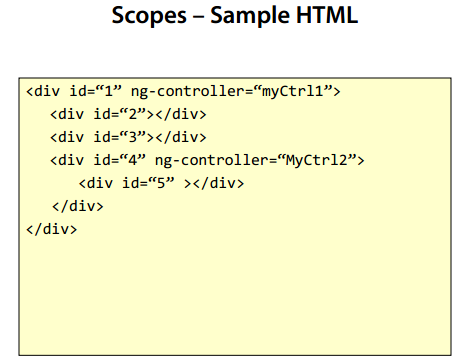 Scopes – Sample HTML
<div id=“1” ng-controller=“myCtrl1”>
<div id=“2”></div>
<div id=“3”></div>
<div id=“4” ng-controller=“MyCtrl2”>
<div id=“5” ></div>
</div>
</div>